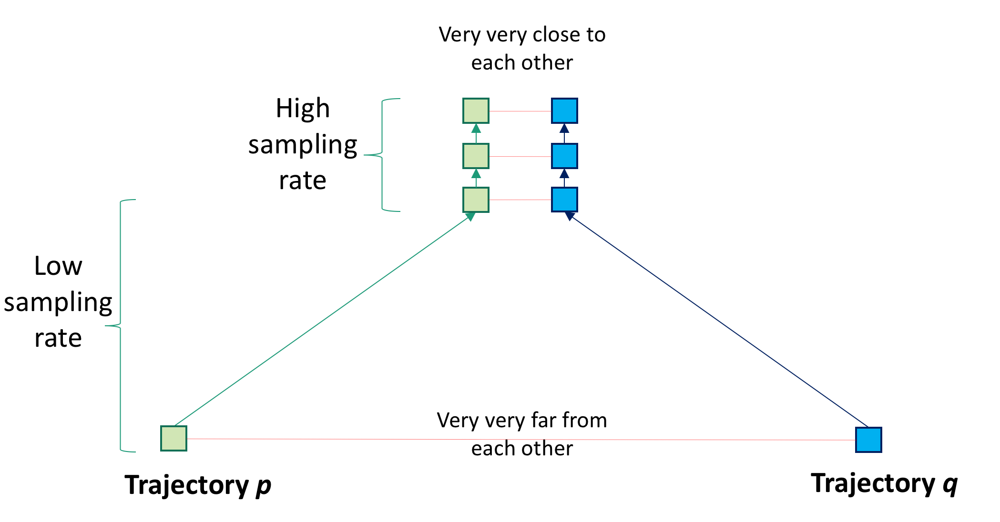 Very very close to
each other
High
sampling
rate
Low
sampling
rate
Very very far from
each other
Trajectory p
Trajectory q